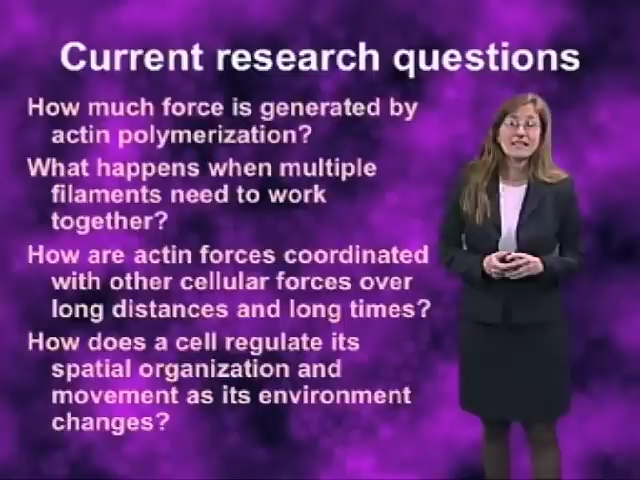 Current research questions
How much force is generated by
actin polymerization?
What happens when multiple
filaments need to work
together?
How are actin forces coordinated
with other cellular forces over
long distances and long times?
How does a cell regulate its
spatial organization and
movement as its environment
changes?